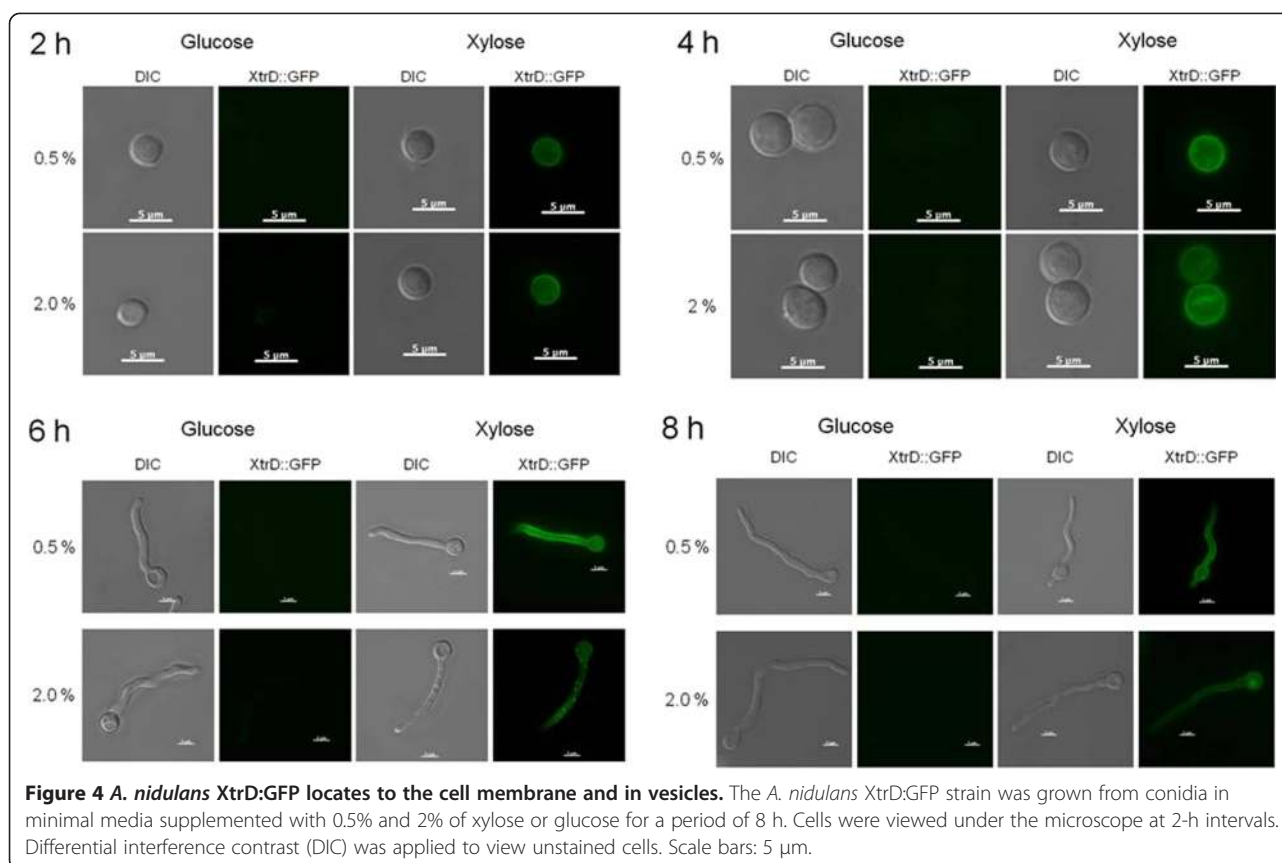 2 h
Glucose Xylose
DIC XtrD::GFP DIC XtrD::GFP
0.5 %
5 µm 5 µm 5 µm 5 µm
2.0 %
5 µm 5 µm 5 µm 5 µm
4 h
Glucose Xylose
DIC XtrD::GFP DIC XtrD::GFP
0.5 %
5 µm 5 µm 5 µm 5 µm
2 %
5 µm 5 µm 5 µm 5 µm
6 h
Glucose Xylose
DIC XtrD::GFP DIC XtrD::GFP
0.5 %
2.0 %
8 h
Glucose Xylose
DIC XtrD::GFP DIC XtrD::GFP
0.5 %
2.0 %
Figure 4 A. nidulans XtrD:GFP locates to the cell membrane and in vesicles. The A. nidulans XtrD:GFP strain was grown from conidia in
minimal media supplemented with 0.5% and 2% of xylose or glucose for a period of 8 h. Cells were viewed under the microscope at 2-h intervals.
Differential interference contrast (DIC) was applied to view unstained cells. Scale bars: 5 µm.